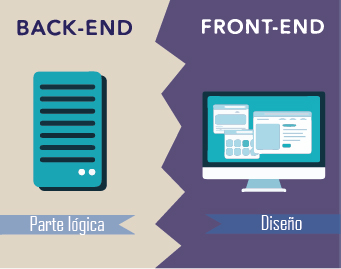 BACK-END
FRONT-END
Parte lógica
Diseño